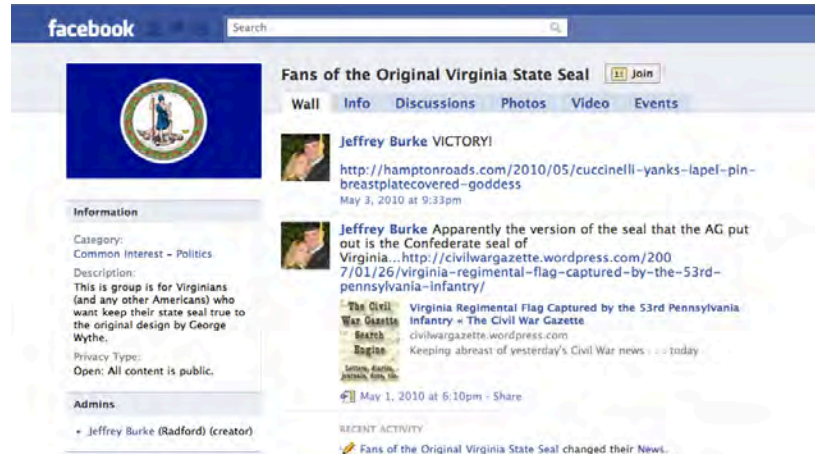 facebook
Search
Fans of the Original Virginia State Seal
Join
Wall Info Discussions Photos Video Events
Jeffrey Burke VICTORY!
http://hamptonroads.com/2010/05/cuccinelli-yanks-lapel-pin-
breastplatecovered-goddess
May 3, 2010 at 9:33pm
Jeffrey Burke Apparently the version of the seal that the AG put
out is the Confederate seal of
Virginia...http://civilwargazette.wordpress.com/200
7/01/26/virginia-regimental-flag-captured-by-the-53rd-
pennsylvania-infantry/
The Civil
War Gazette
Search
Engine
Letters, diaries,
journals,
Virginia Regimental Flag Captured by the 53rd Pennsylvania
Infantry « The Civil War Gazette
civilwargazette.wordpress.com
Keeping abreast of yesterday's Civil War news . . . today
May 1, 2010 at 6:10pm · Share
RECENT ACTIVITY
Fans of the Original Virginia State Seal changed their News.
Information
Category:
Common Interest - Politics
Description:
This is group is for Virginians
(and any other Americans) who
want keep their state seal true to
the original design by George
Wythe.
Privacy Type:
Open: All content is public.
Admins
• Jeffrey Burke (Radford) (creator)